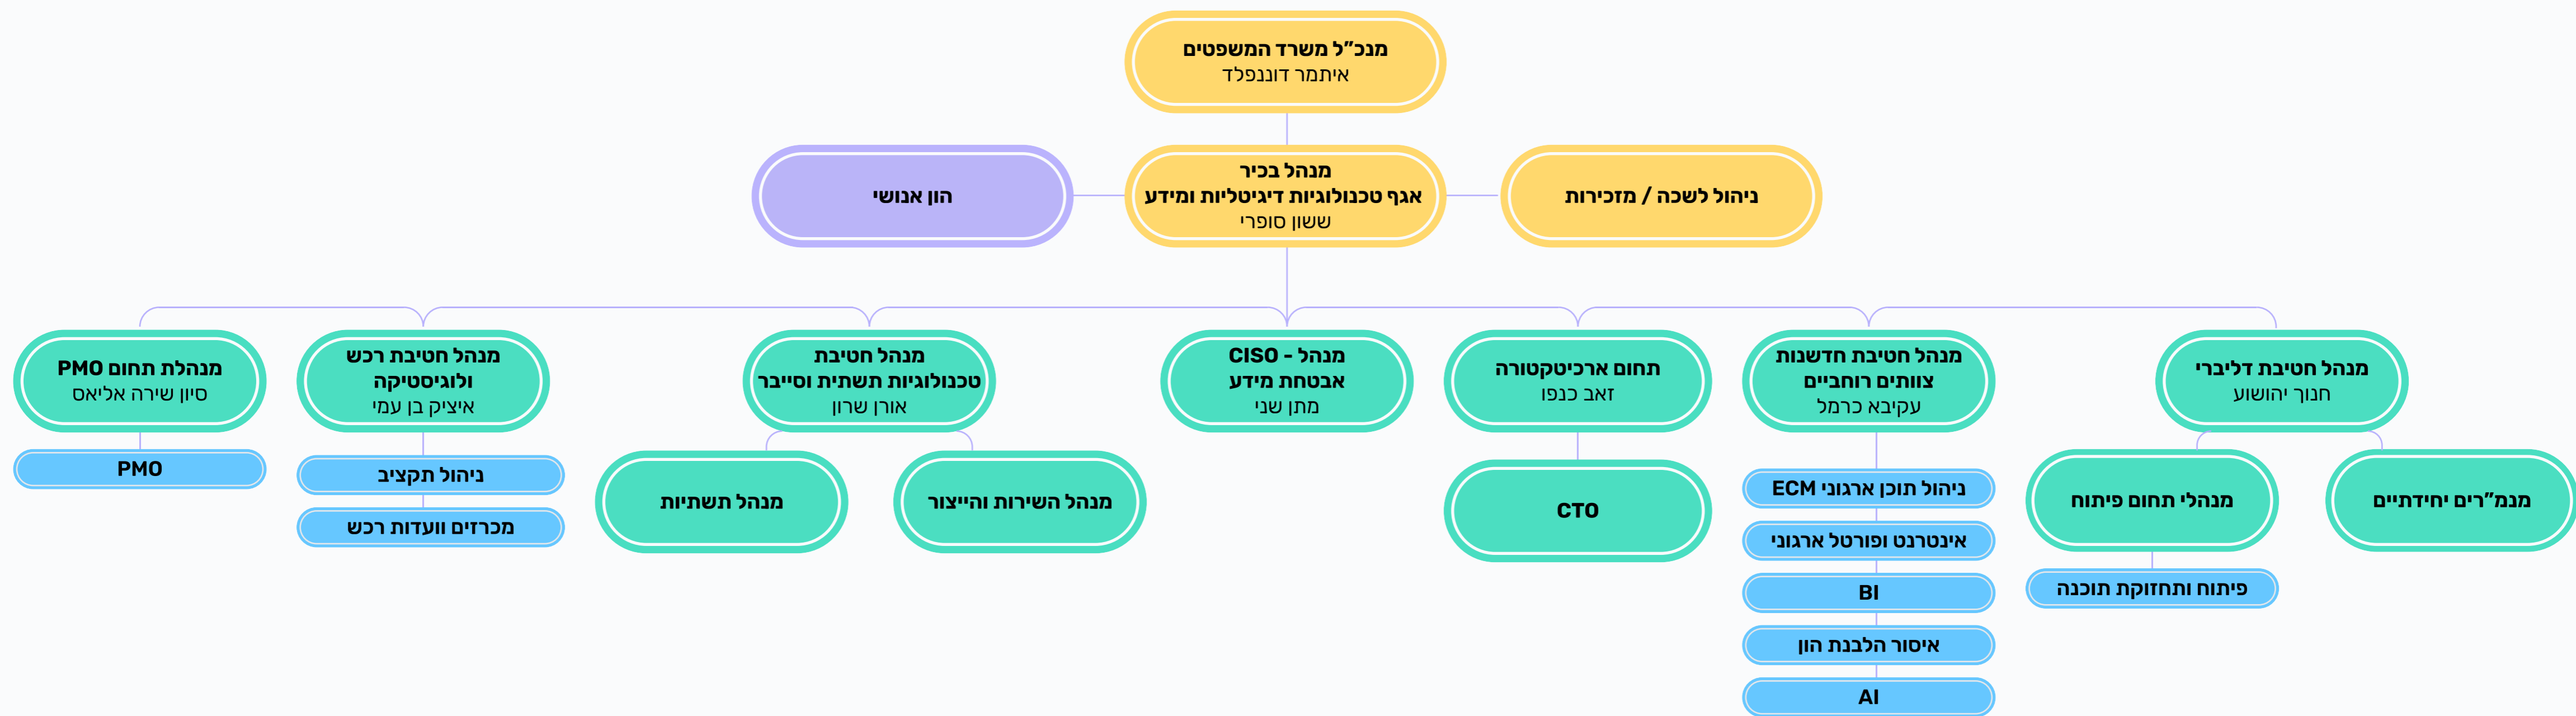 מנכ”ל משרד המשפטים
איתמר דוננפלד
ניהול לשכה / מזכירות
מנהל בכיר
אגף טכנולוגיות דיגיטליות ומידע
ששון סופרי
הון אנושי
מנהל חטיבת דליברי
חנוך יהושוע
מנמ”רים יחידתיים
מנהלי תחום פיתוח
פיתוח ותחזוקת תוכנה
מנהל חטיבת חדשנות
צוותים רוחביים
עקיבא כרמל
ניהול תוכן ארגוני ECM
אינטרנט ופורטל ארגוני
BI
איסור הלבנת הון
AI
תחום ארכיטקטורה
זאב כנפו
CTO
מנהל - CISO
אבטחת מידע
מתן שני
מנהל חטיבת
טכנולוגיות תשתית וסייבר
אורן שרון
מנהל השירות והייצור
מנהל תשתיות
מנהל חטיבת רכש
ולוגיסטיקה
איציק בן עמי
ניהול תקציב
מכרזים וועדות רכש
מנהלת תחום PMO
סיון שירה אליאס
PMO